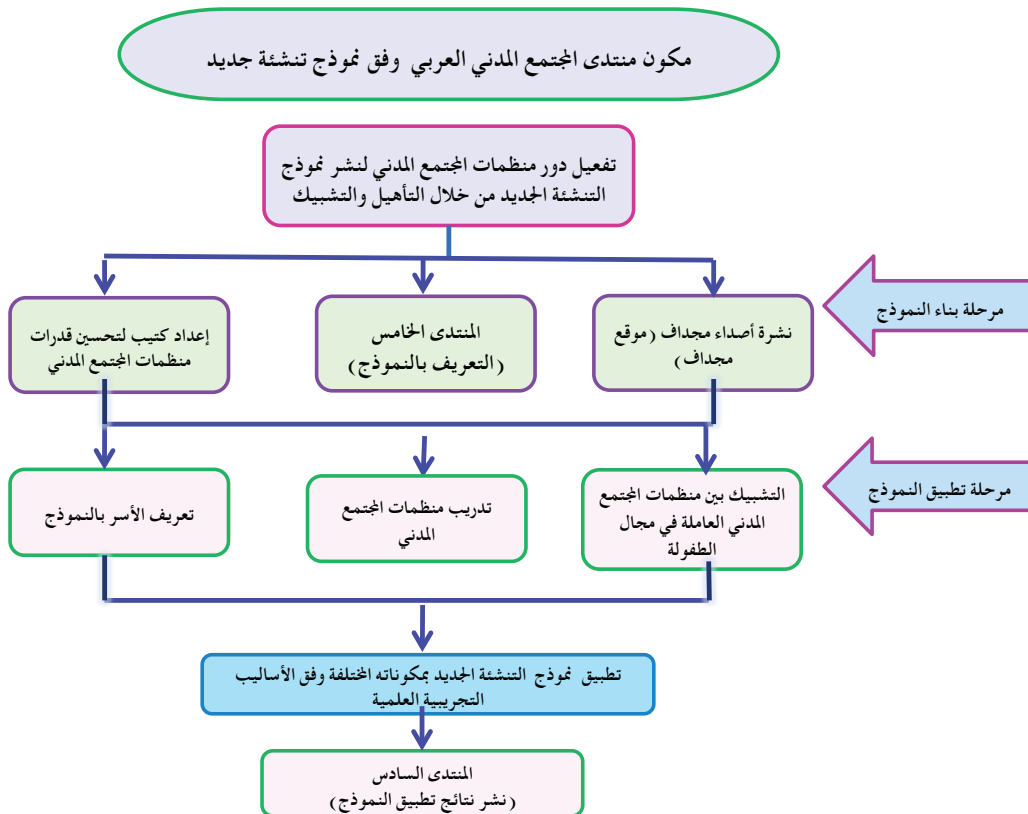 مكون منتدى المجتمع المدني العربي وفق نموذج تنشئة جديد
تفعيل دور منظمات المجتمع المدني لنشر نموذج
التنشئة الجديد من خلال التأهيل والتشبيك
مرحلة بناء النموذج
نشرة أصداء مجداف (موقع
مجداف)
المنتدى الخامس
(التعريف بالنموذج)
إعداد كتيب لتحسين قدرات
منظمات المجتمع المدني
مرحلة تطبيق النموذج
التشبيك بين منظمات المجتمع
المدني العاملة في مجال
الطفولة
تدريب منظمات المجتمع
المدني
تعريف الأسر بالنموذج
تطبيق نموذج التنشئة الجديد بمكوناته المختلفة وفق الأساليب
التجريبية العلمية
المنتدى السادس
(نشر نتائج تطبيق النموذج)